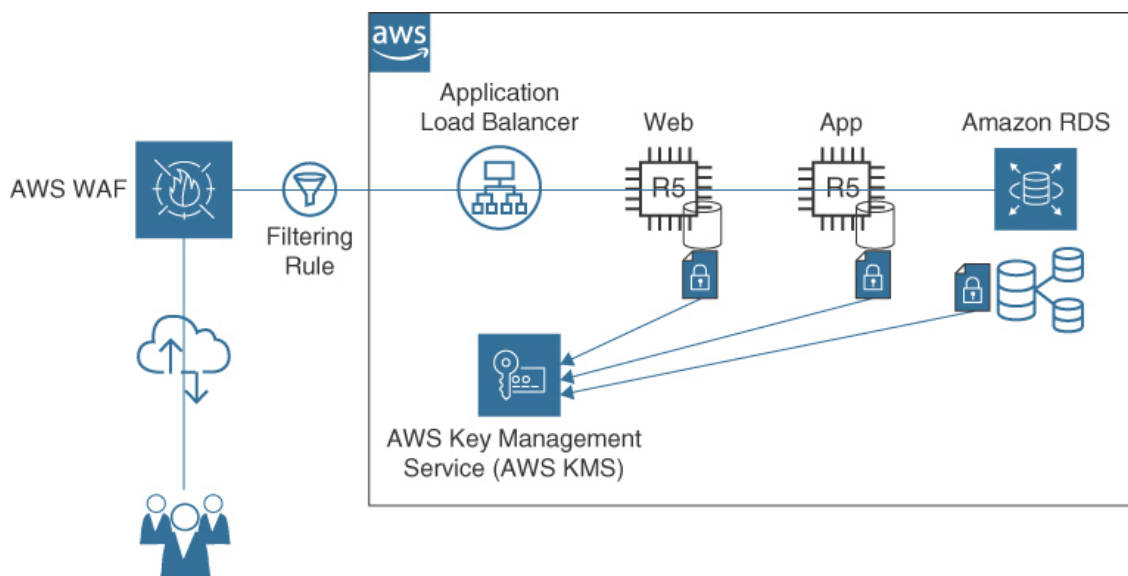 aws
Application
Load Balancer
Web
App
Amazon RDS
AWS WAF
R5
R5
Filtering
Rule
AWS Key Management
Service (AWS KMS)